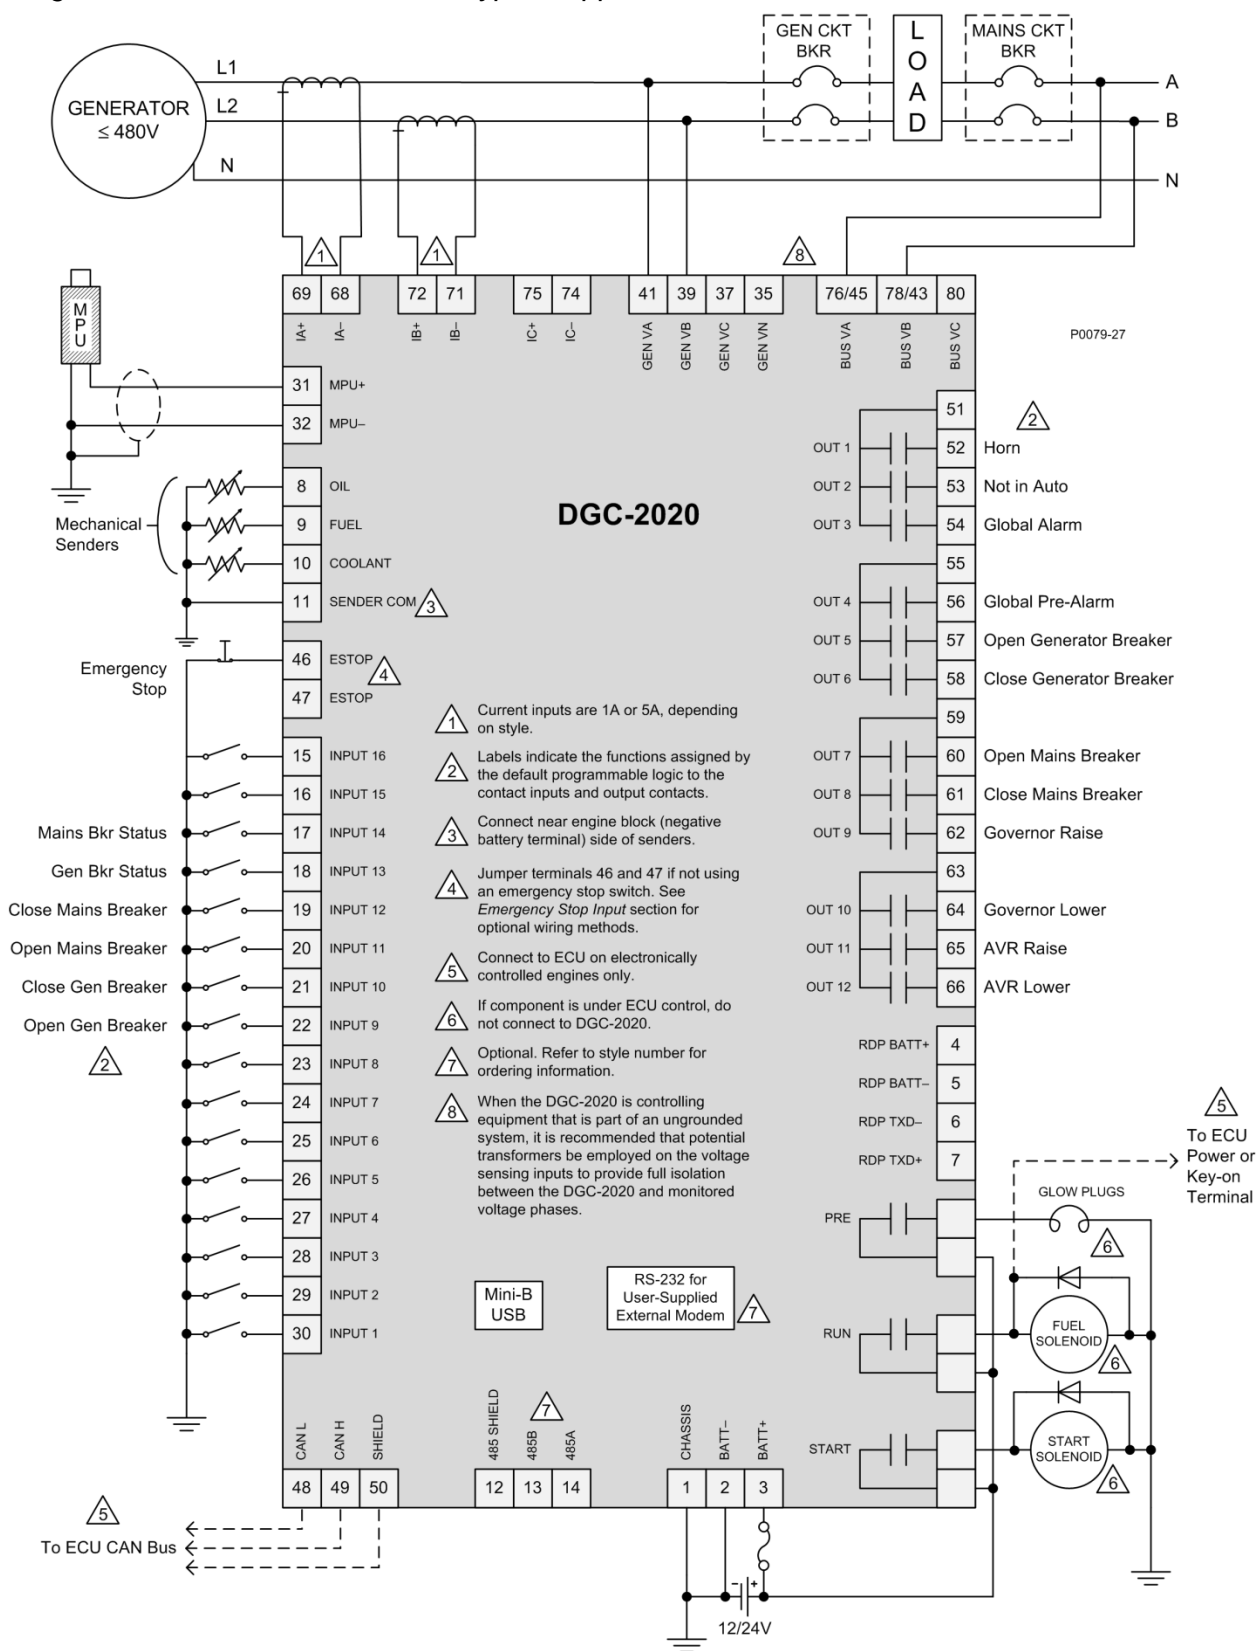 GEN CKT
BKR
L
O
A
D
MAINS CKT
BKR
GENERATOR
≤ 480V
L1
L2
N
A
B
N
1
1
8
69
68
72
71
75
74
41
39
37
35
76/45
78/43
80
IA+
IA–
IB+
IB–
IC+
IC–
GEN VA
GEN VB
GEN VC
GEN VN
BUS VA
BUS VB
BUS VC
P0079-27
M
P
U
31 MPU+
32 MPU–
Mechanical
Senders
8 OIL
9 FUEL
10 COOLANT
11 SENDER COM 3
Emergency
Stop
46 ESTOP
47 ESTOP
4
DGC-2020
15 INPUT 16
16 INPUT 15
Mains Bkr Status 17 INPUT 14
Gen Bkr Status 18 INPUT 13
Close Mains Breaker 19 INPUT 12
Open Mains Breaker 20 INPUT 11
Close Gen Breaker 21 INPUT 10
Open Gen Breaker 22 INPUT 9
2
23 INPUT 8
24 INPUT 7
25 INPUT 6
26 INPUT 5
27 INPUT 4
28 INPUT 3
29 INPUT 2
30 INPUT 1
1 Current inputs are 1A or 5A, depending
on style.
2 Labels indicate the functions assigned by
the default programmable logic to the
contact inputs and output contacts.
3 Connect near engine block (negative
battery terminal) side of senders.
4 Jumper terminals 46 and 47 if not using
an emergency stop switch. See
Emergency Stop Input section for
optional wiring methods.
5 Connect to ECU on electronically
controlled engines only.
6 If component is under ECU control, do
not connect to DGC-2020.
7 Optional. Refer to style number for
ordering information.
8 When the DGC-2020 is controlling
equipment that is part of an ungrounded
system, it is recommended that potential
transformers be employed on the voltage
sensing inputs to provide full isolation
between the DGC-2020 and monitored
voltage phases.
51
2
OUT 1 52 Horn
OUT 2 53 Not in Auto
OUT 3 54 Global Alarm
55
OUT 4 56 Global Pre-Alarm
OUT 5 57 Open Generator Breaker
OUT 6 58 Close Generator Breaker
59
OUT 7 60 Open Mains Breaker
OUT 8 61 Close Mains Breaker
OUT 9 62 Governor Raise
63
OUT 10 64 Governor Lower
OUT 11 65 AVR Raise
OUT 12 66 AVR Lower
RDP BATT+ 4
RDP BATT– 5
RDP TXD– 6
RDP TXD+ 7
5
To ECU
Power or
Key-on
Terminal
PRE
GLOW PLUGS
6
RUN
FUEL
SOLENOID
6
START
START
SOLENOID
6
Mini-B
USB
RS-232 for
User-Supplied
External Modem
7
CAN L
CAN H
SHIELD
485 SHIELD
485B
485A
7
CHASSIS
BATT–
BATT+
48
49
50
12
13
14
1
2
3
5
To ECU CAN Bus
- +
12/24V